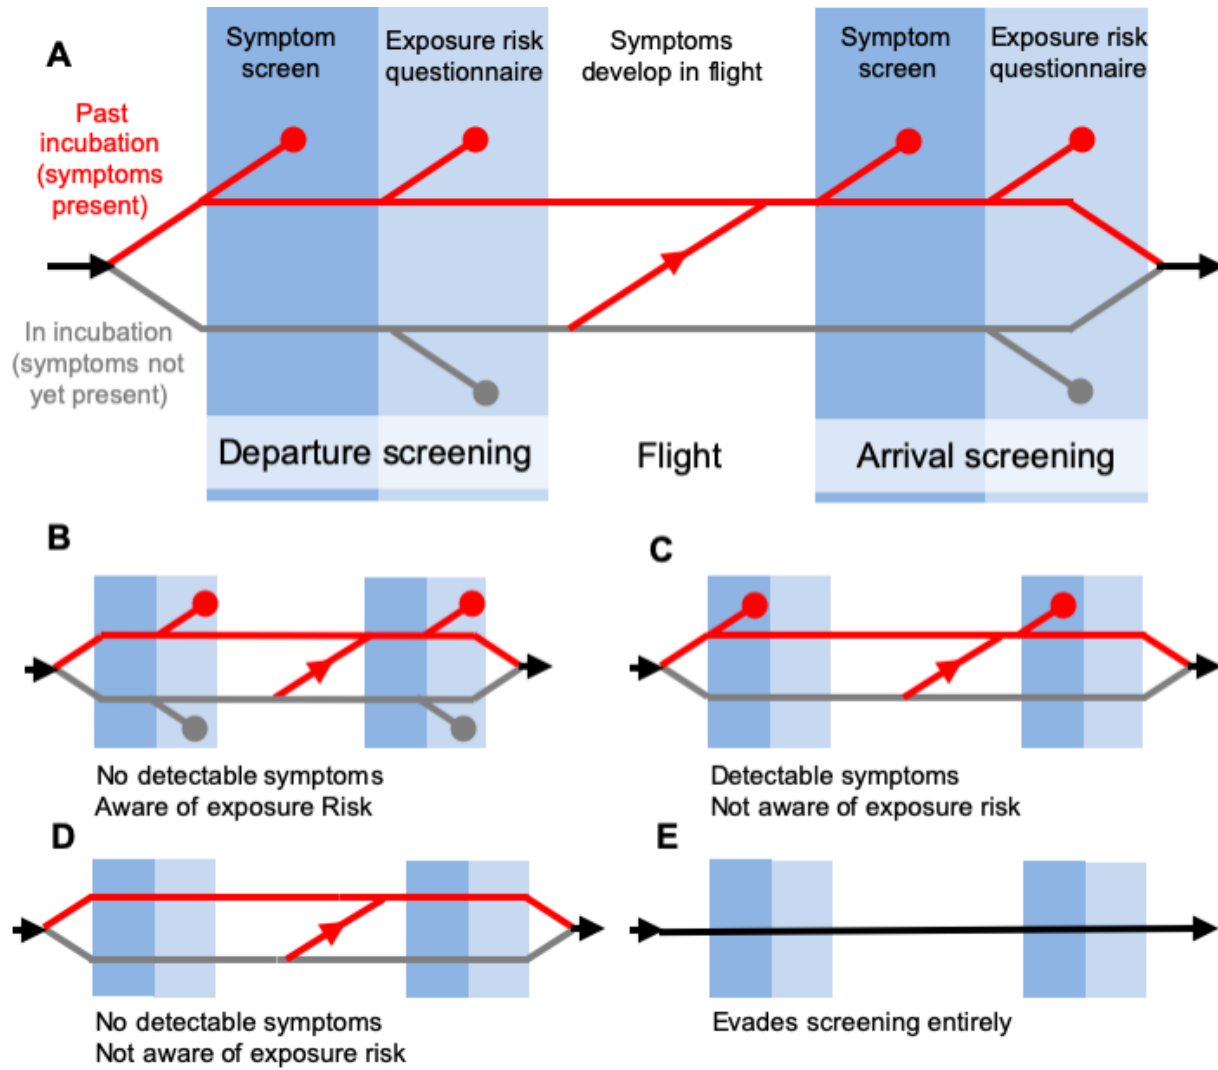 A
Symptom
screen
Exposure risk
questionnaire
Symptoms
develop in flight
Symptom
screen
Exposure risk
questionnaire
Past
incubation
(symptoms
present)
In incubation
(symptoms not
yet present)
Departure screening
Flight
Arrival screening
B
No detectable symptoms
Aware of exposure Risk
C
Detectable symptoms
Not aware of exposure risk
D
No detectable symptoms
Not aware of exposure risk
E
Evades screening entirely